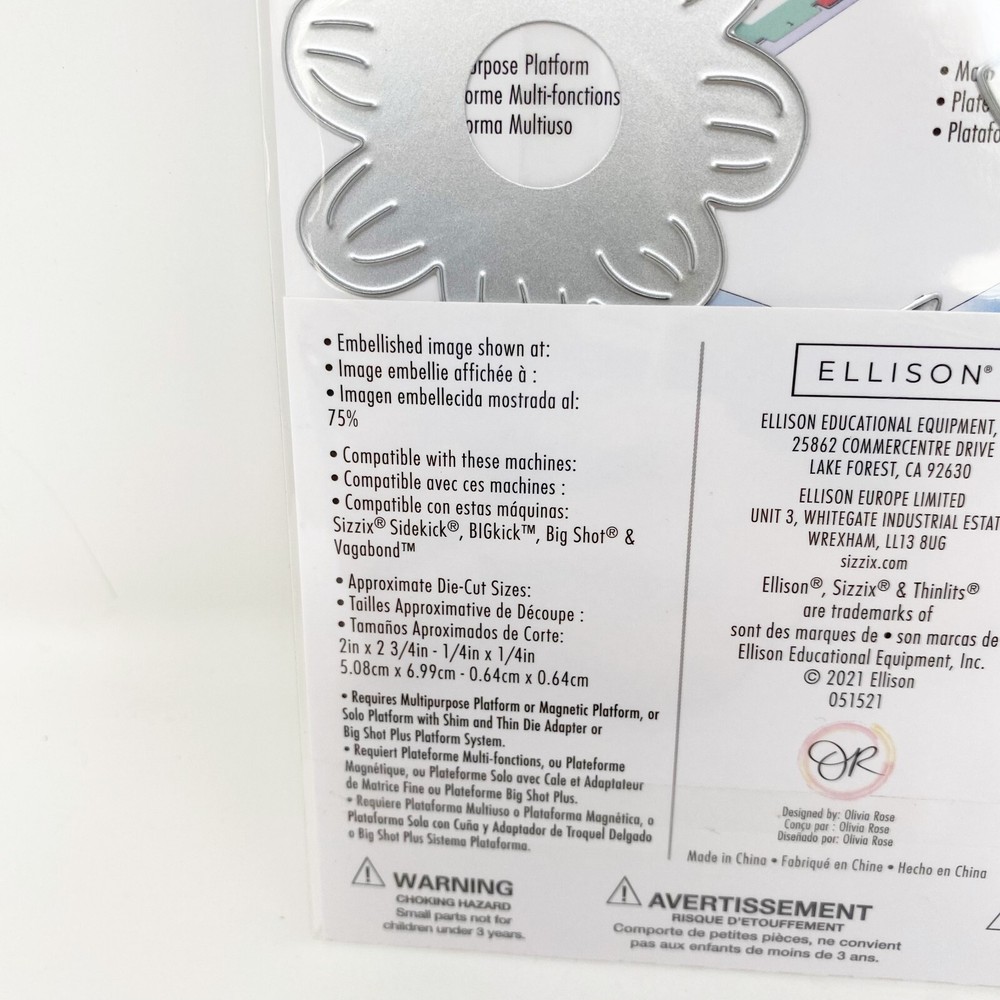 Platform
Multi-fonctions
Multiuso
• Embellished image shown at:
• Image embellie affichée à :
• Imagen embellecida mostrada al:
75%
• Compatible with these machines:
• Compatible avec ces machines :
• Compatible con estas máquinas:
Sizzix® Sidekick®, BIGkick™, Big Shot® &
Vagabond™
• Approximate Die-Cut Sizes:
• Tailles Approximative de Découpe :
• Tamaños Aproximados de Corte:
2in x 2 3/4in - 1/4in x 1/4in
5.08cm x 6.99cm - 0.64cm x 0.64cm
• Requires Multipurpose Platform or Magnetic Platform, or
Solo Platform with Shim and Thin Die Adapter or
Big Shot Plus Platform System.
• Requiert Plateforme Multi-fonctions, ou Plateforme
Magnétique, ou Plateforme Solo avec Cale et Adaptateur
de Matrice Fine ou Plateforme Big Shot Plus.
• Requiere Plataforma Multiuso o Plataforma Magnética, o
Plataforma Sola con Cuña y Adaptador de Troquel Delgado
o Big Shot Plus Sistema Plataforma.
WARNING
CHOKING HAZARD
Small parts not for
children under 3 years.
ELLISON®
ELLISON EDUCATIONAL EQUIPMENT,
25862 COMMERCENTRE DRIVE
LAKE FOREST, CA 92630
ELLISON EUROPE LIMITED
UNIT 3, WHITEGATE INDUSTRIAL
WREXHAM, LL13 8UG
sizzix.com
Ellison®, Sizzix® & Thinlits®
are trademarks of
sont des marques de • son marcas de
Ellison Educational Equipment, Inc.
© 2021 Ellison
051521
OR
Designed by: Olivia Rose
Conçu par : Olivia Rose
Diseñado por: Olivia Rose
Made in China • Fabriqué en Chine • Hecho en China
AVERTISSEMENT
RISQUE D'ETOUFFEMENT
Comporte de petites pièces, ne convient
pas aux enfants de moins de 3 ans.